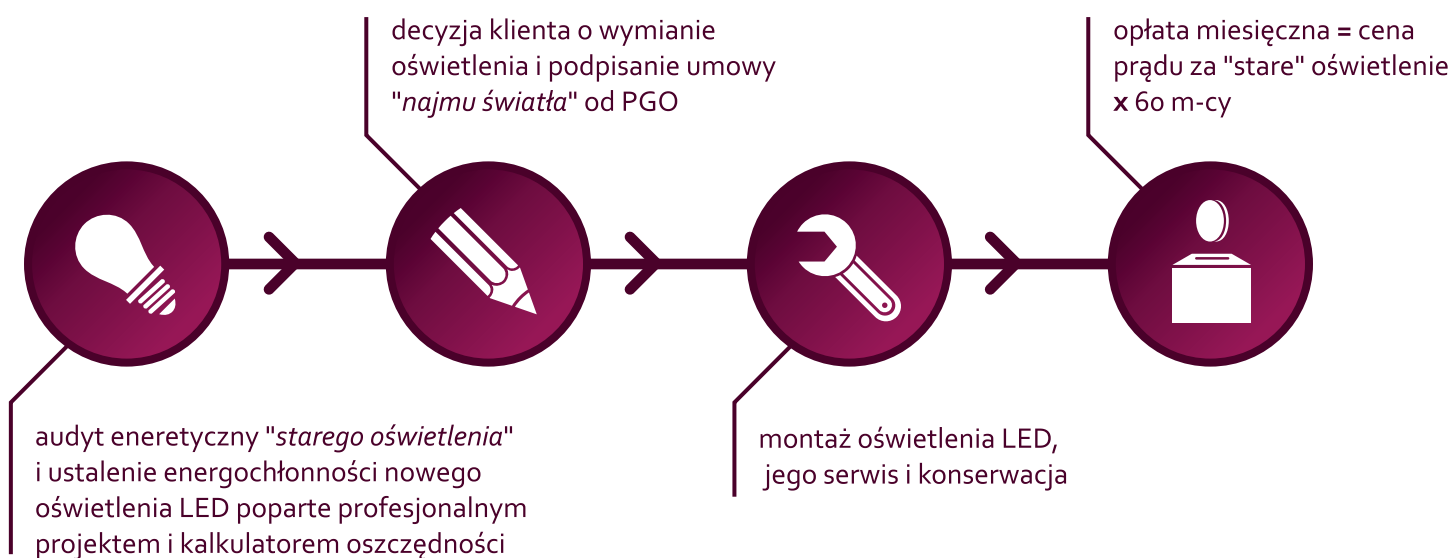 decyzja klienta o wymianie
oświetlenia i podpisanie umowy
"najmu światła" od PGO
opłata miesięczna = cena
prądu za "stare" oświetlenie
x 60 m-cy
audyt eneretyczny "starego oświetlenia"
i ustalenie energochłonności nowego
oświetlenia LED poparte profesjonalnym
projektem i kalkulatorem oszczędności
montaż oświetlenia LED,
jego serwis i konserwacja